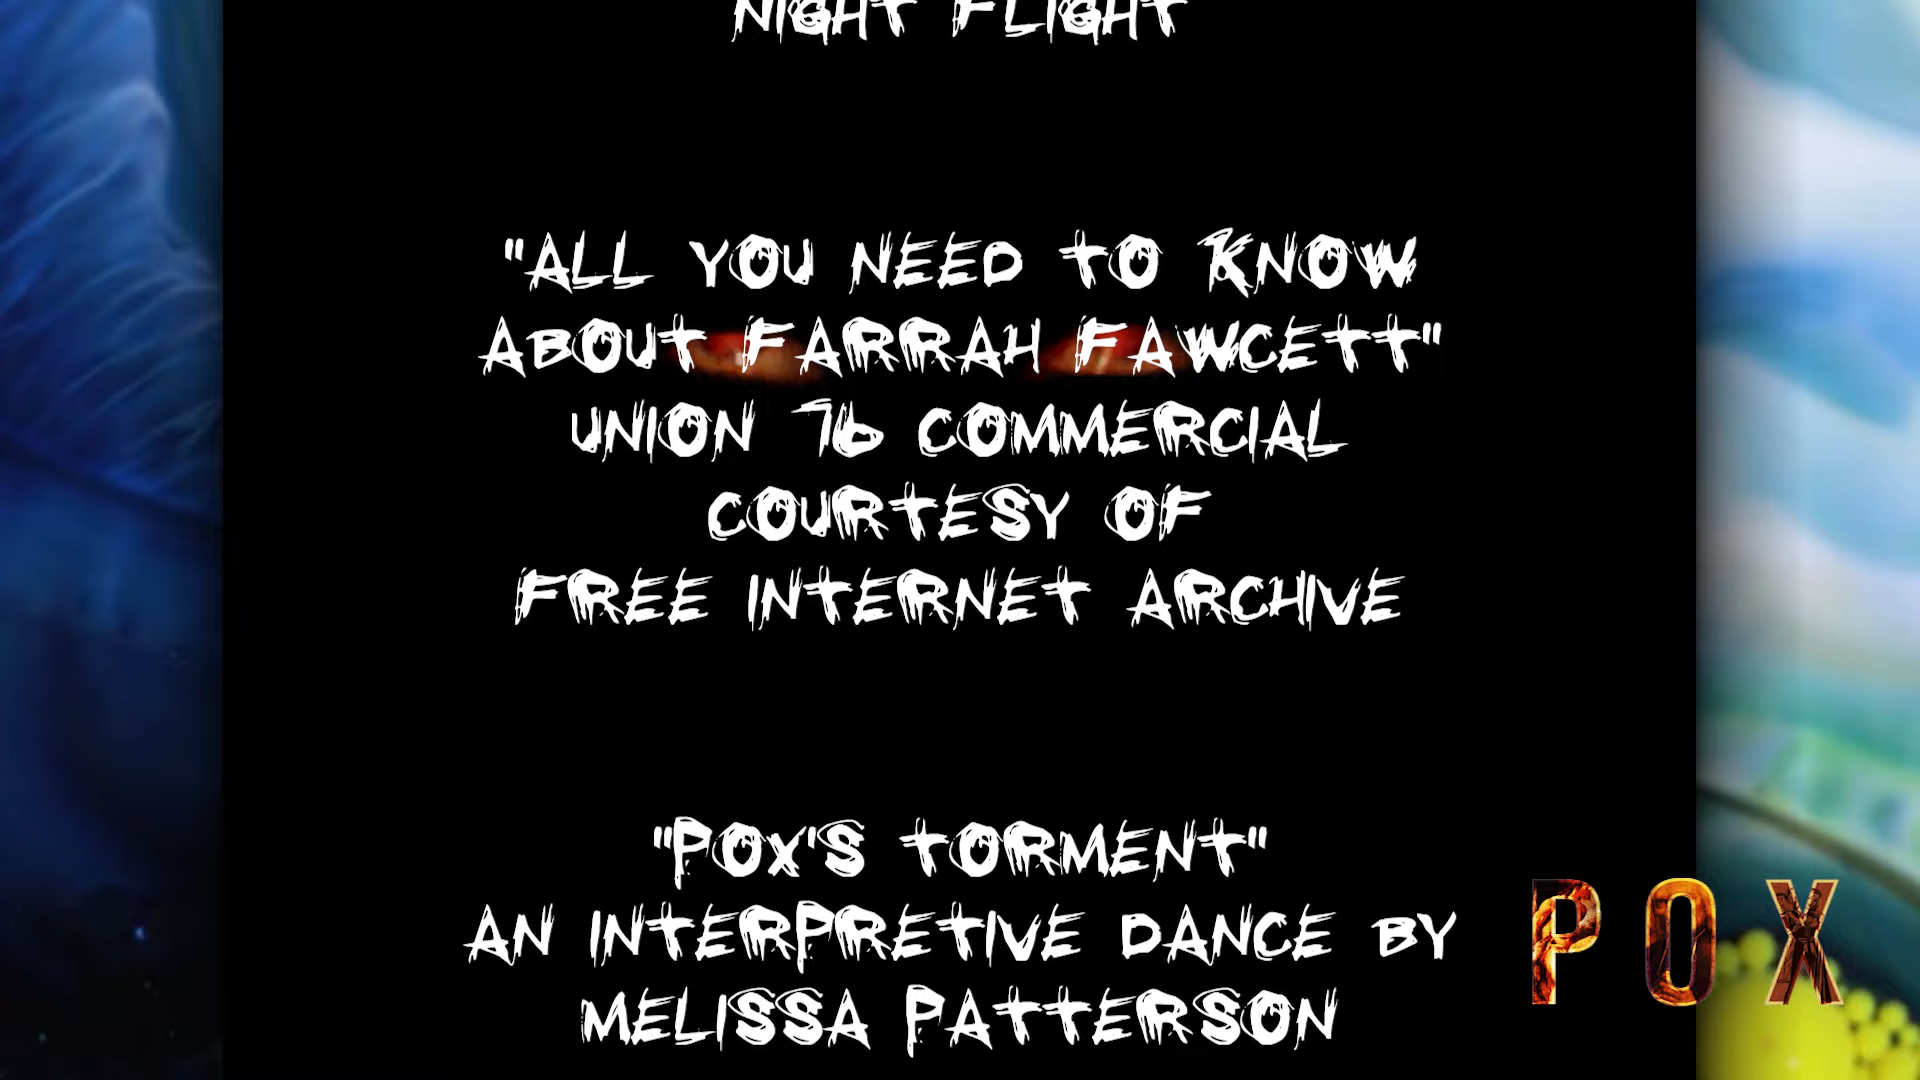 NIGHT FLIGHT
"ALL YOU NEED TO KNOW
ABOUT FARRAH FAWCETT"
UNION 76 COMMERCIAL
COURTESY OF
FREE INTERNET ARCHIVE
"POX'S TORMENT"
AN INTERPRETIVE DANCE BY
MELISSA PATTERSON
POX